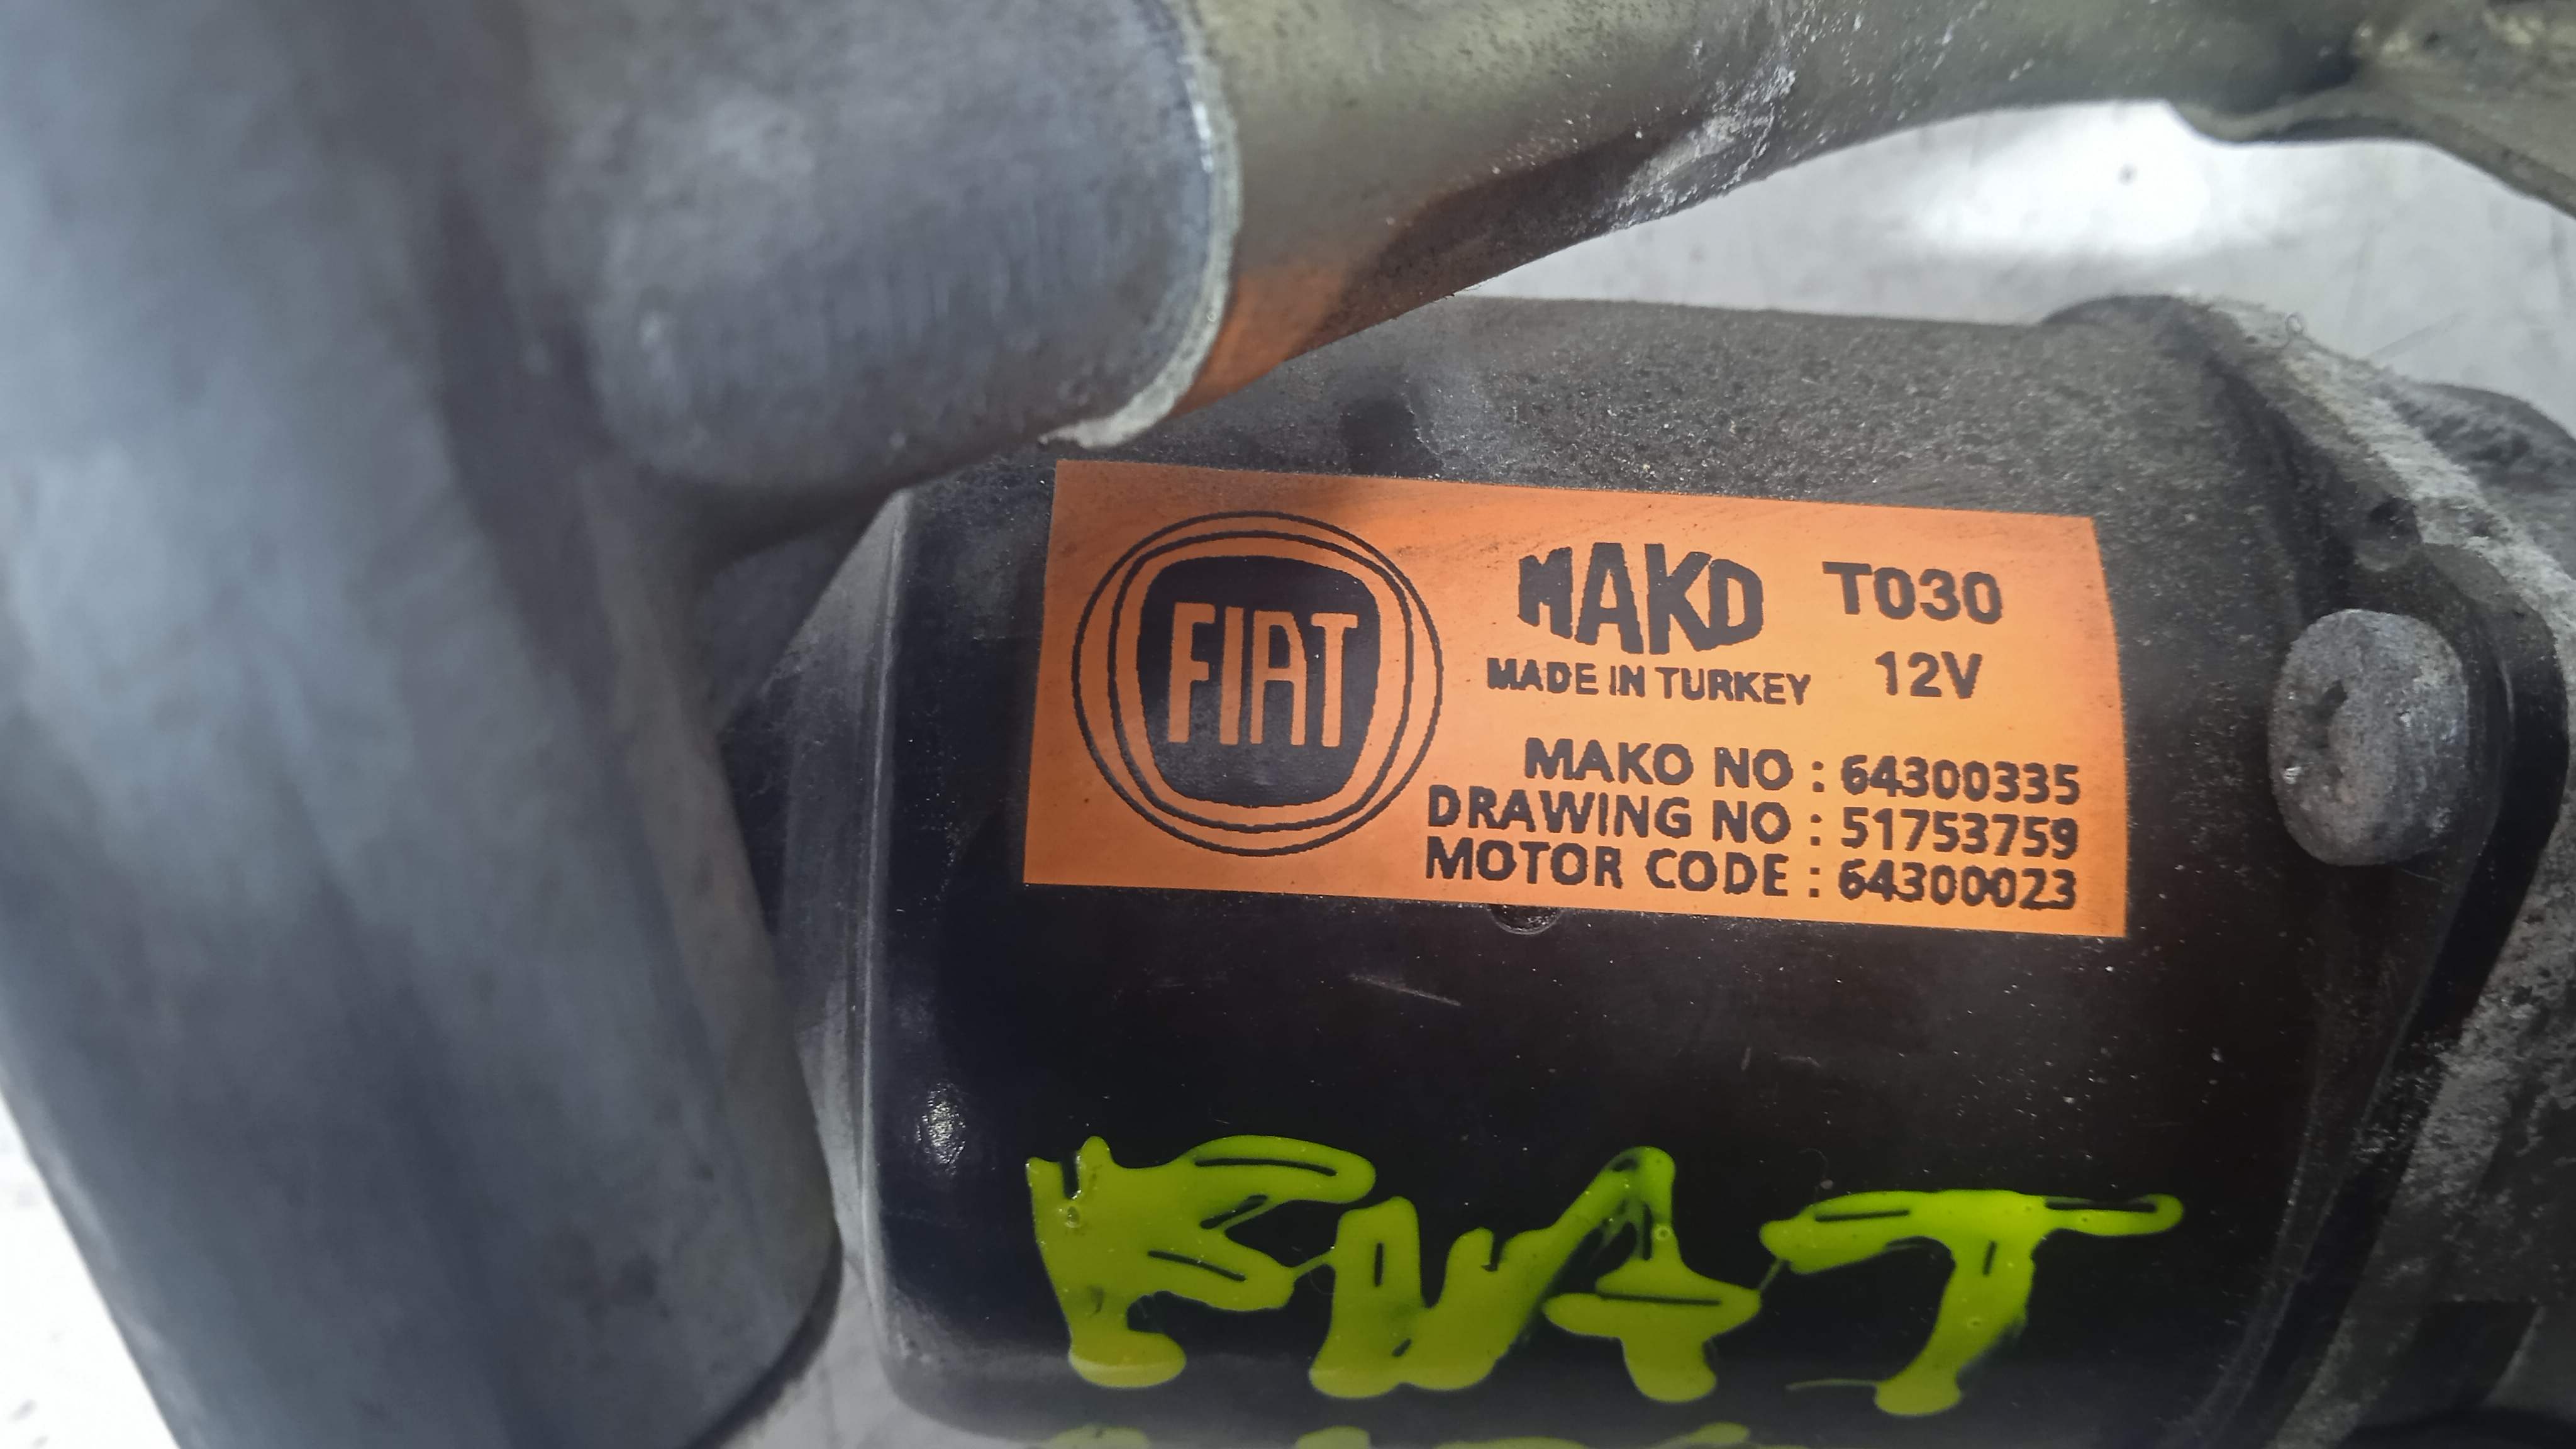 FIAT
MAKO T030
MADE IN TURKEY 12V
MAKO NO : 64300335
DRAWING NO : 51753759
MOTOR CODE : 64300023